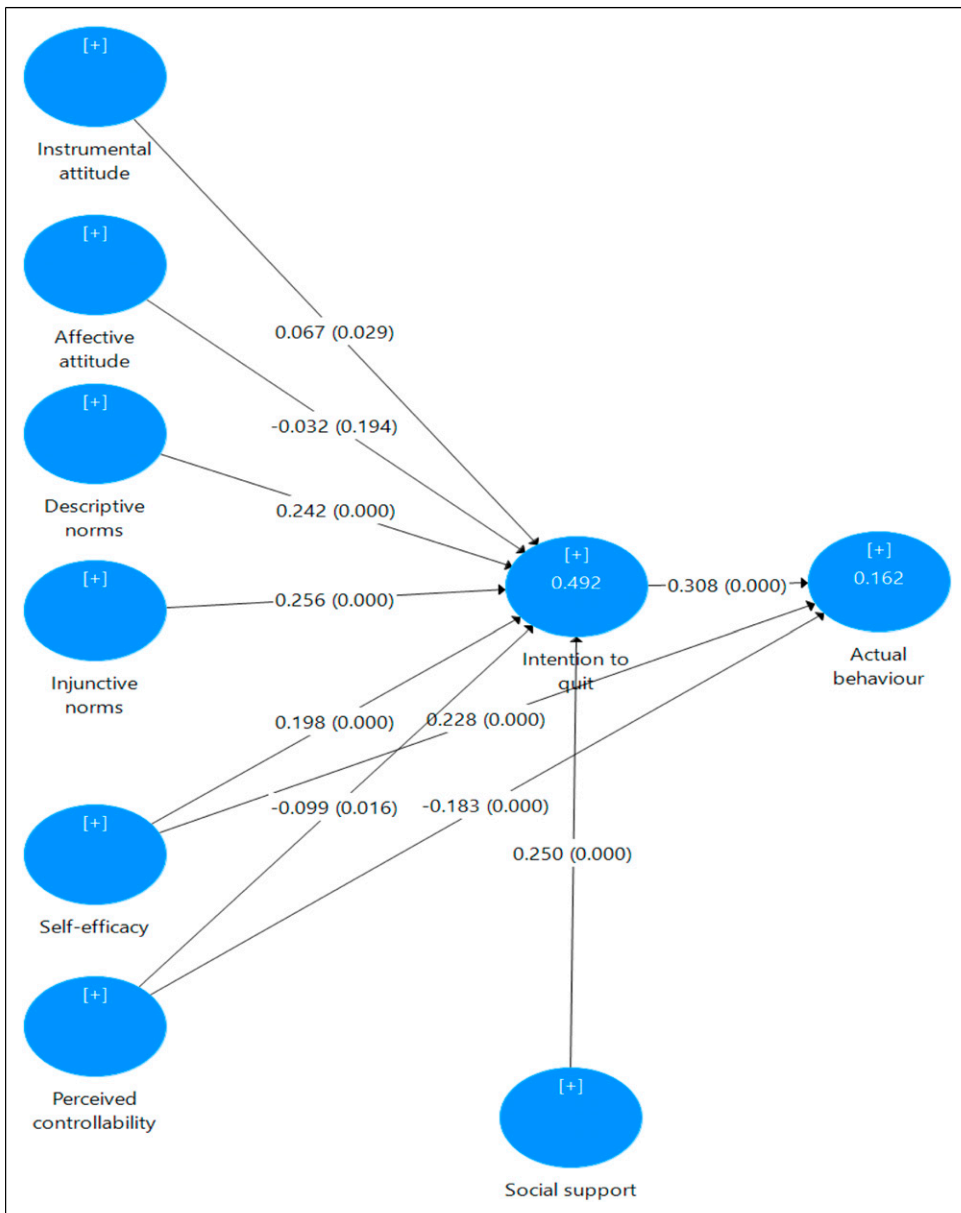 [+]
Instrumental
attitude
[+]
Affective
attitude
0.067 (0.029)
[+]
Descriptive
norms
-0.032 (0.194)
0.242 (0.000)
[+]
Injunctive
norms
0.256 (0.000)
[+]
0.492
Intention to
quit
0.308 (0.000)
[+]
0.162
Actual
behaviour
0.198 (0.000)
0.228 (0.000)
-0.099 (0.016)
-0.183 (0.000)
0.250 (0.000)
[+]
Self-efficacy
[+]
Perceived
controllability
[+]
Social support